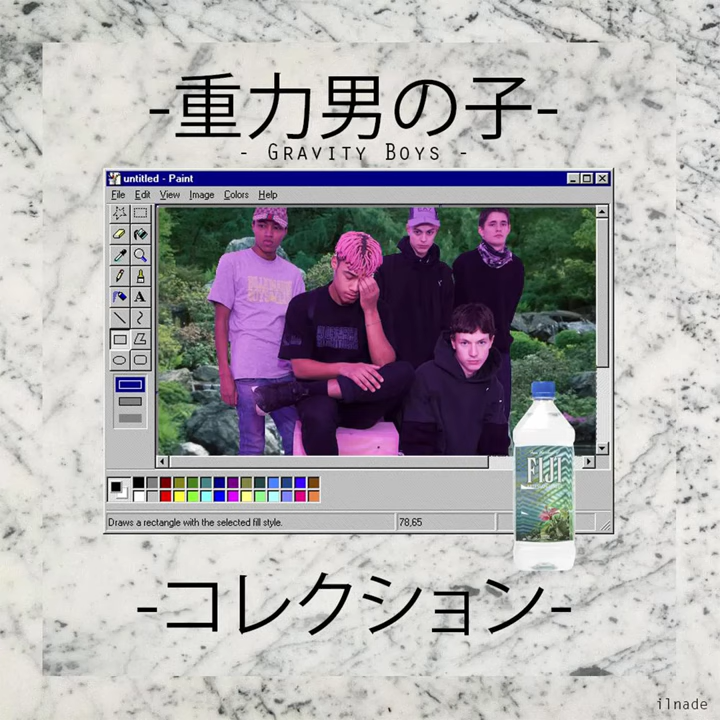 -重力男の子-
- Gravity Boys -
untitled - Paint
File Edit View Image Colors Help
FIJI
Draws a rectangle with the selected fill style.
78,65
-コレクション-
ilnade